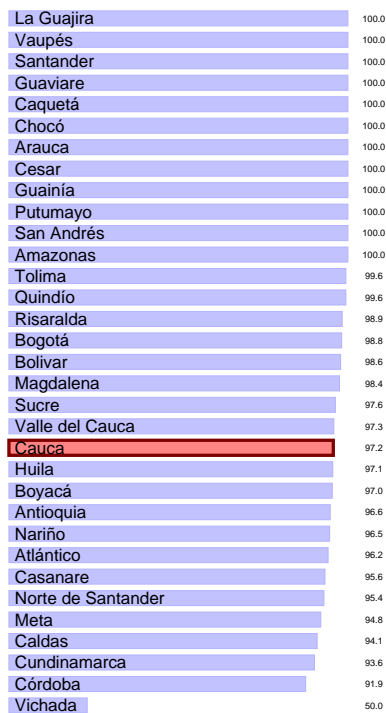 La Guajira 100.0
Vaupés 100.0
Santander 100.0
Guaviare 100.0
Caquetá 100.0
Chocó 100.0
Arauca 100.0
Cesar 100.0
Guainía 100.0
Putumayo 100.0
San Andrés 100.0
Amazonas 100.0
Tolima 99.6
Quindío 99.6
Risaralda 98.9
Bogotá 98.8
Bolivar 98.6
Magdalena 98.4
Sucre 97.6
Valle del Cauca 97.3
Cauca 97.2
Huila 97.1
Boyacá 97.0
Antioquia 96.6
Nariño 96.5
Atlántico 96.2
Casanare 95.6
Norte de Santander 95.4
Meta 94.8
Caldas 94.1
Cundinamarca 93.6
Córdoba 91.9
Vichada 50.0